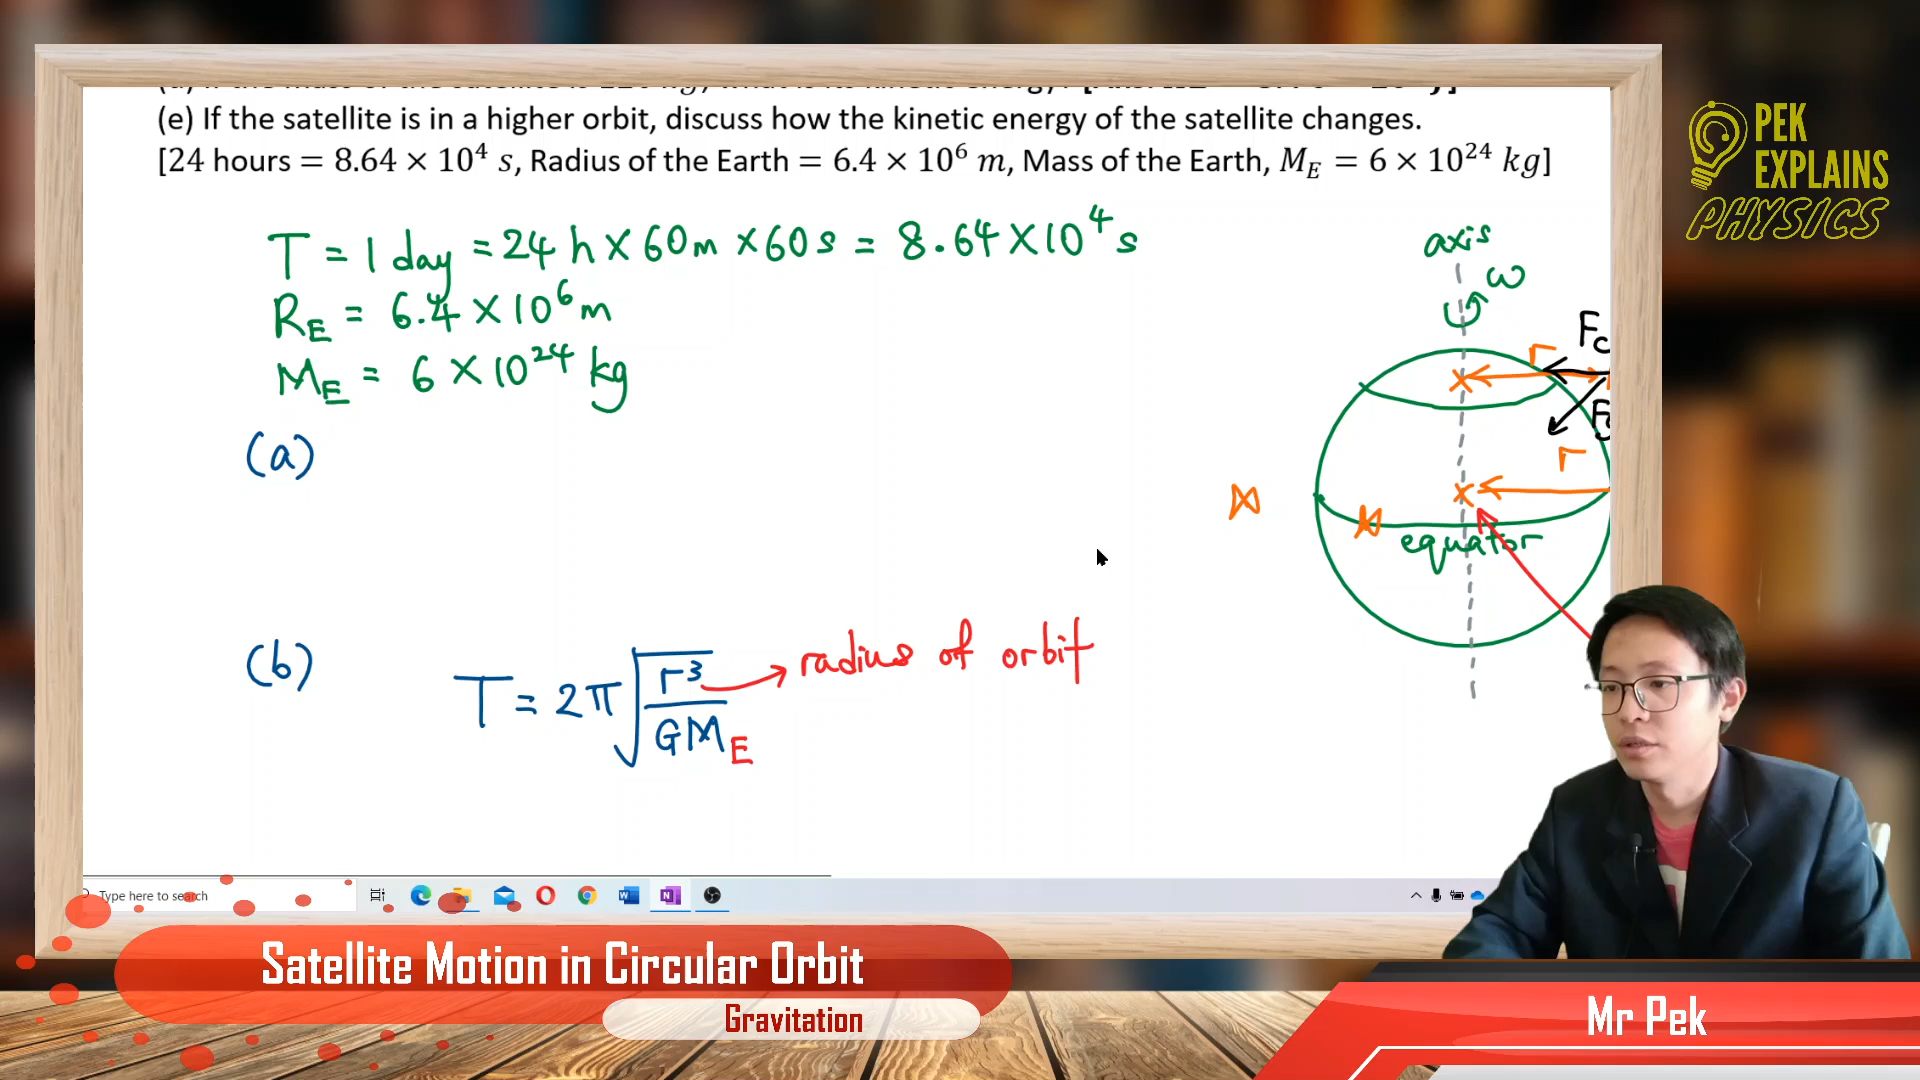 (e) If the satellite is in a higher orbit, discuss how the kinetic energy of the satellite changes.
[24 hours = 8.64 × 10⁴ s, Radius of the Earth = 6.4 × 10⁶ m, Mass of the Earth, M_E = 6 × 10²⁴ kg]
PEK
EXPLAINS
PHYSICS
T = 1 day = 24 h × 60m × 60s = 8.64 × 10⁴ s
R_E = 6.4 × 10⁶ m
M_E = 6 × 10²⁴ kg
axis
ω
r
r
equator
(a)
(b)
T = 2π√(r³/GM_E)
radius of orbit
Type here to search
Satellite Motion in Circular Orbit
Gravitation
Mr Pek